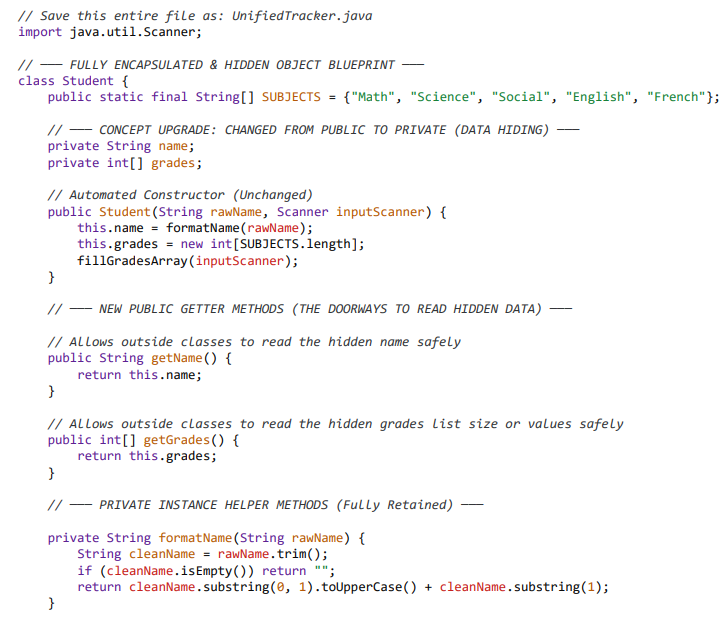 // Save this entire file as: UnifiedTracker.java
import java.util.Scanner;
// ─── FULLY ENCAPSULATED & HIDDEN OBJECT BLUEPRINT ───
class Student {
    public static final String[] SUBJECTS = {"Math", "Science", "Social", "English", "French"};
    // ─── CONCEPT UPGRADE: CHANGED FROM PUBLIC TO PRIVATE (DATA HIDING) ───
    private String name;
    private int[] grades;
    // Automated Constructor (Unchanged)
    public Student(String rawName, Scanner inputScanner) {
        this.name = formatName(rawName);
        this.grades = new int[SUBJECTS.length];
        fillGradesArray(inputScanner);
    }
    // ─── NEW PUBLIC GETTER METHODS (THE DOORWAYS TO READ HIDDEN DATA) ───
    // Allows outside classes to read the hidden name safely
    public String getName() {
        return this.name;
    }
    // Allows outside classes to read the hidden grades list size or values safely
    public int[] getGrades() {
        return this.grades;
    }
    // ─── PRIVATE INSTANCE HELPER METHODS (Fully Retained) ───
    private String formatName(String rawName) {
        String cleanName = rawName.trim();
        if (cleanName.isEmpty()) return "";
        return cleanName.substring(0, 1).toUpperCase() + cleanName.substring(1);
    }